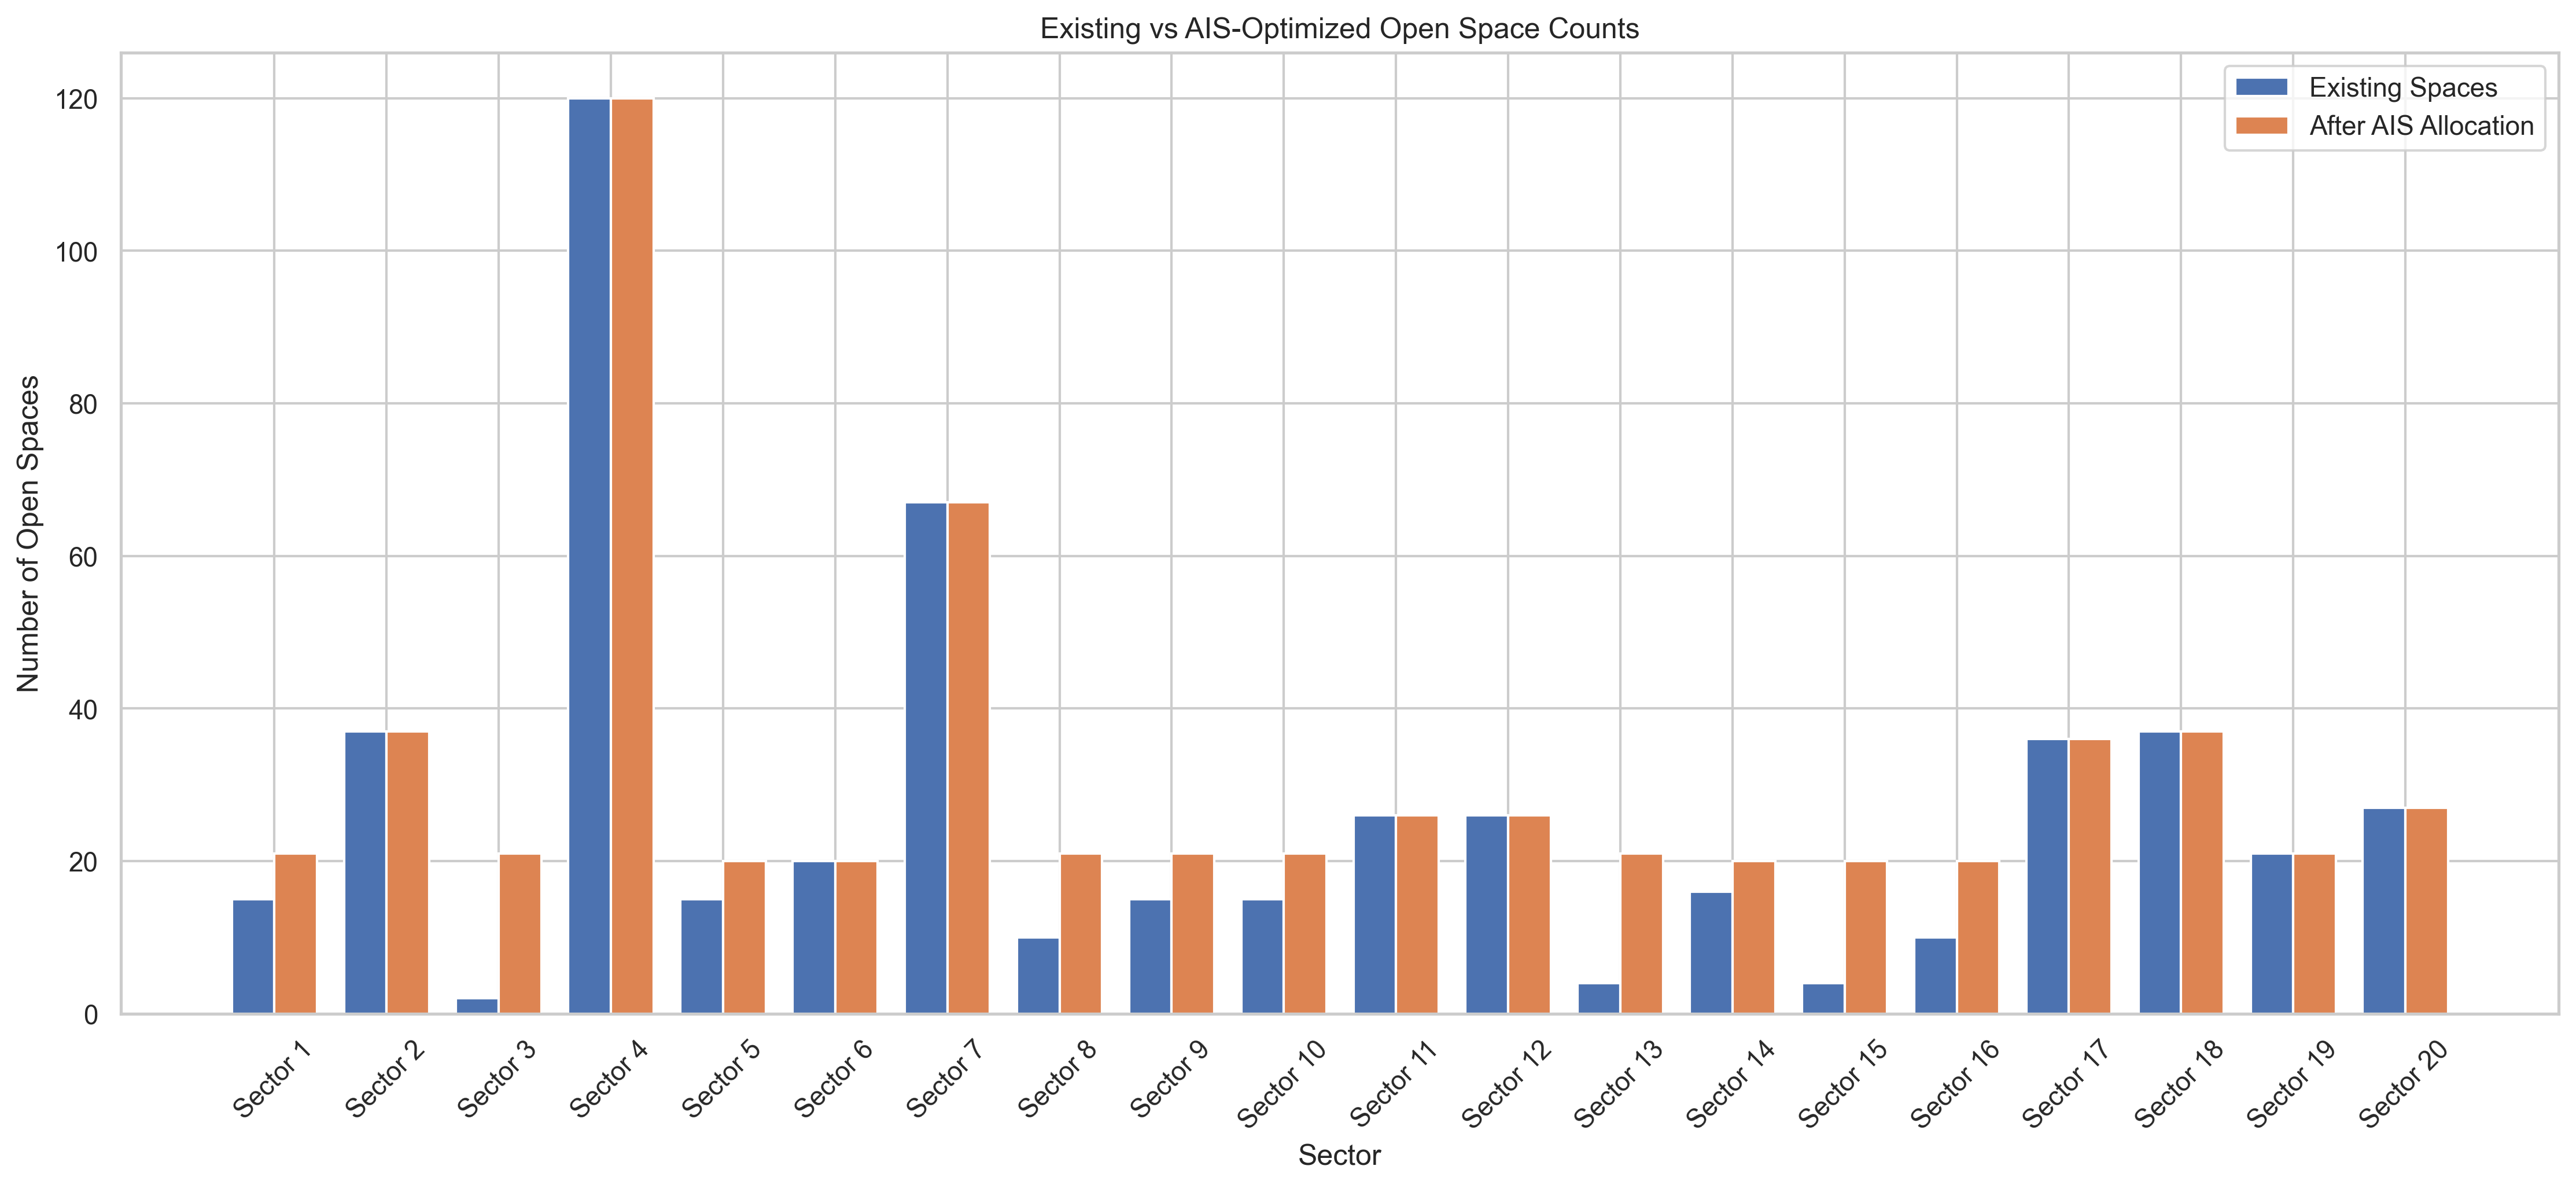 Existing vs AIS-Optimized Open Space Counts
Existing Spaces
After AIS Allocation
Number of Open Spaces
120
100
80
60
40
20
0
Sector 1
Sector 2
Sector 3
Sector 4
Sector 5
Sector 6
Sector 7
Sector 8
Sector 9
Sector 10
Sector 11
Sector 12
Sector 13
Sector 14
Sector 15
Sector 16
Sector 17
Sector 18
Sector 19
Sector 20
Sector